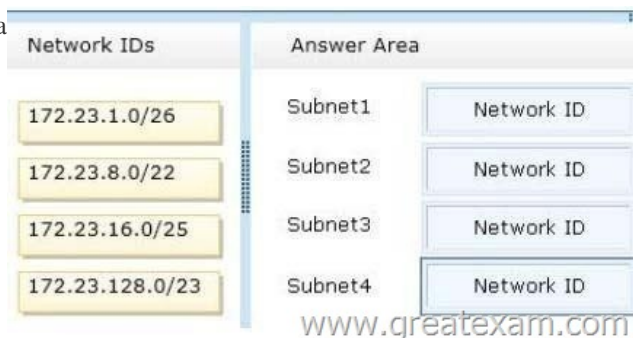 a
Network IDs
Answer Area
172.23.1.0/26
Subnet1
Network ID
172.23.8.0/22
Subnet2
Network ID
172.23.16.0/25
Subnet3
Network ID
172.23.128.0/23
Subnet4
Network ID
www.greatexam.com